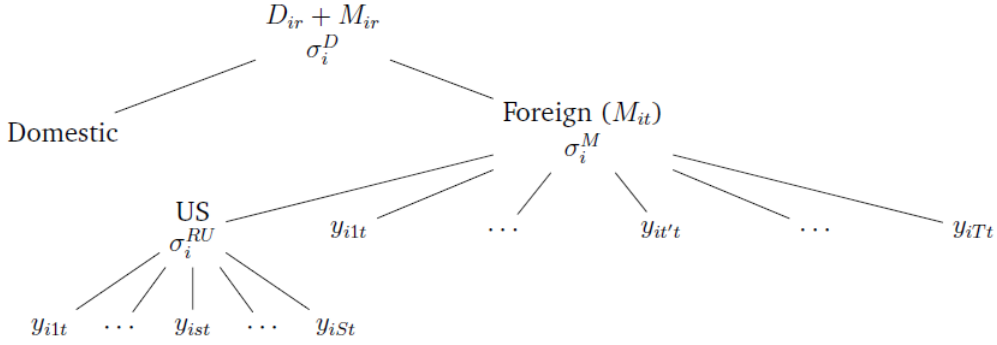 D_{ir} + M_{ir}
σ_i^D
Domestic
Foreign (M_{it})
σ_i^M
US
σ_i^{RU}
y_{i1t} ··· y_{it't} ··· y_{iTt}
y_{i1t} ··· y_{ist} ··· y_{iSt}